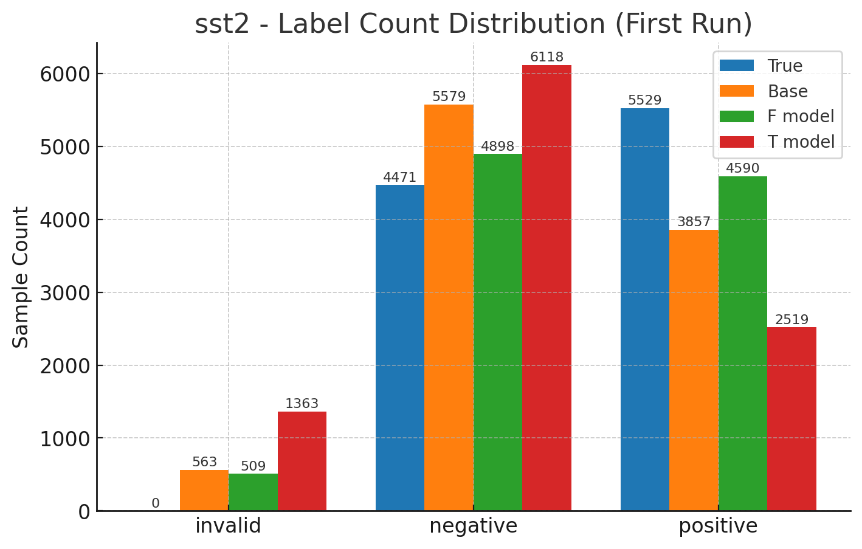 sst2 - Label Count Distribution (First Run)
True
Base
F model
T model
Sample Count
6000
5000
4000
3000
2000
1000
0
0
563
509
1363
4471
5579
4898
6118
5529
3857
4590
2519
invalid
negative
positive